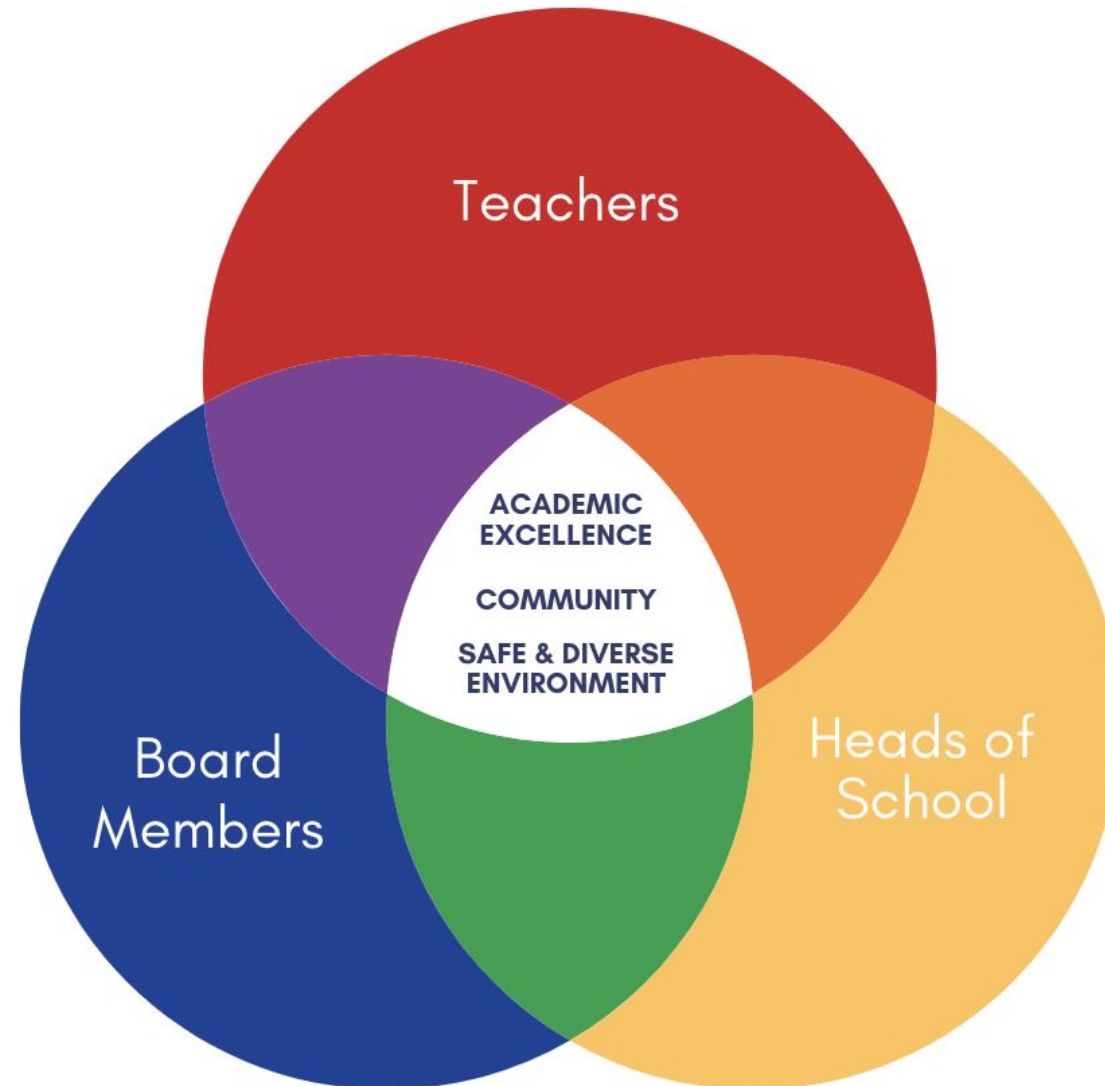 Teachers
ACADEMIC
EXCELLENCE
COMMUNITY
SAFE & DIVERSE
ENVIRONMENT
Board
Members
Heads of
School